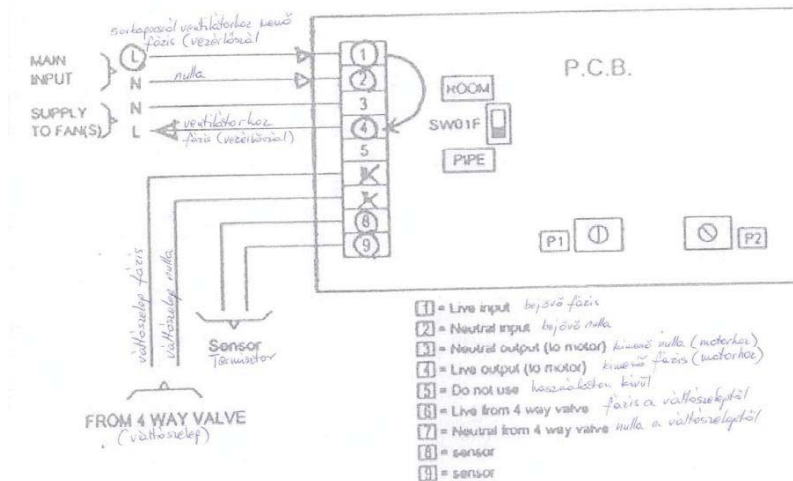 sorkapocsról ventilátorhoz menő
fázis (vezérlőszál
MAIN
INPUT
L
N
nulla
SUPPLY
TO FAN(S)
N
L
ventilátorhoz
fázis (vezérlőszál)
1
2
3
4
5
8
9
P.C.B.
ROOM
SW01F
PIPE
P1
P2
váltószelep fázis
váltószelep nulla
Sensor
Termisztor
FROM 4 WAY VALVE
(váltószelep)
1 = Live input bejövő fázis
2 = Neutral input bejövő nulla
3 = Neutral output (to motor) kimenő nulla (motorhoz)
4 = Live output (to motor) kimenő fázis (motorhoz)
5 = Do not use használaton kívül
6 = Live from 4 way valve fázis a váltószeleptől
7 = Neutral from 4 way valve nulla a váltószeleptől
8 = sensor
9 = sensor